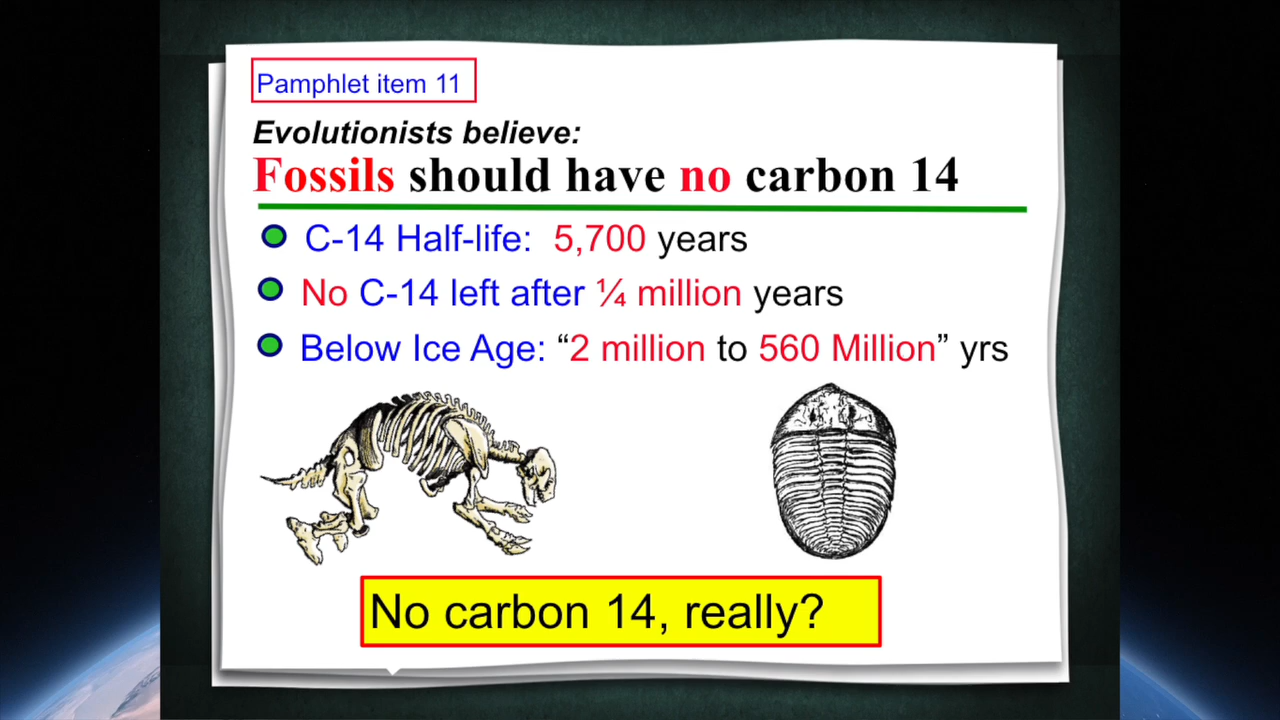 Pamphlet item 11
Evolutionists believe:
Fossils should have no carbon 14
C-14 Half-life: 5,700 years
No C-14 left after ¼ million years
Below Ice Age: “2 million to 560 Million” yrs
No carbon 14, really?